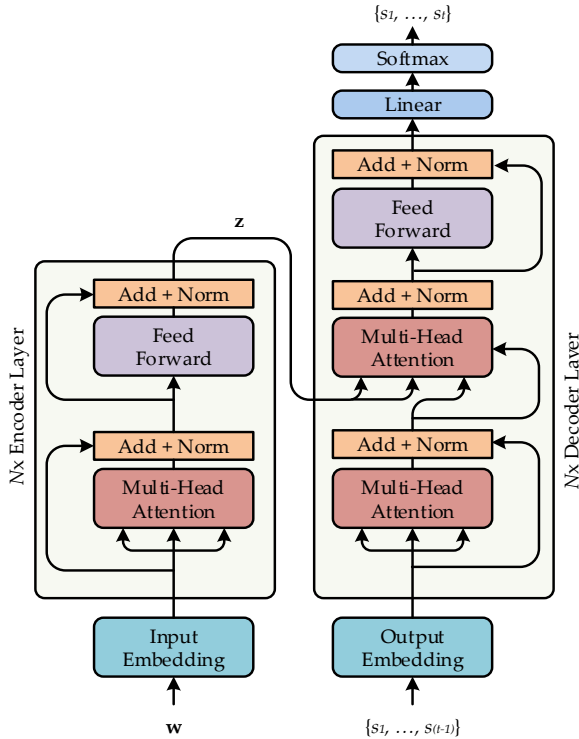 {s1, …, st}
Softmax
Linear
Add + Norm
Feed
Forward
Add + Norm
Multi-Head
Attention
Add + Norm
Multi-Head
Attention
Nx Decoder Layer
Output
Embedding
{s1, …, s(t-1)}
z
Add + Norm
Feed
Forward
Add + Norm
Multi-Head
Attention
Nx Encoder Layer
Input
Embedding
w